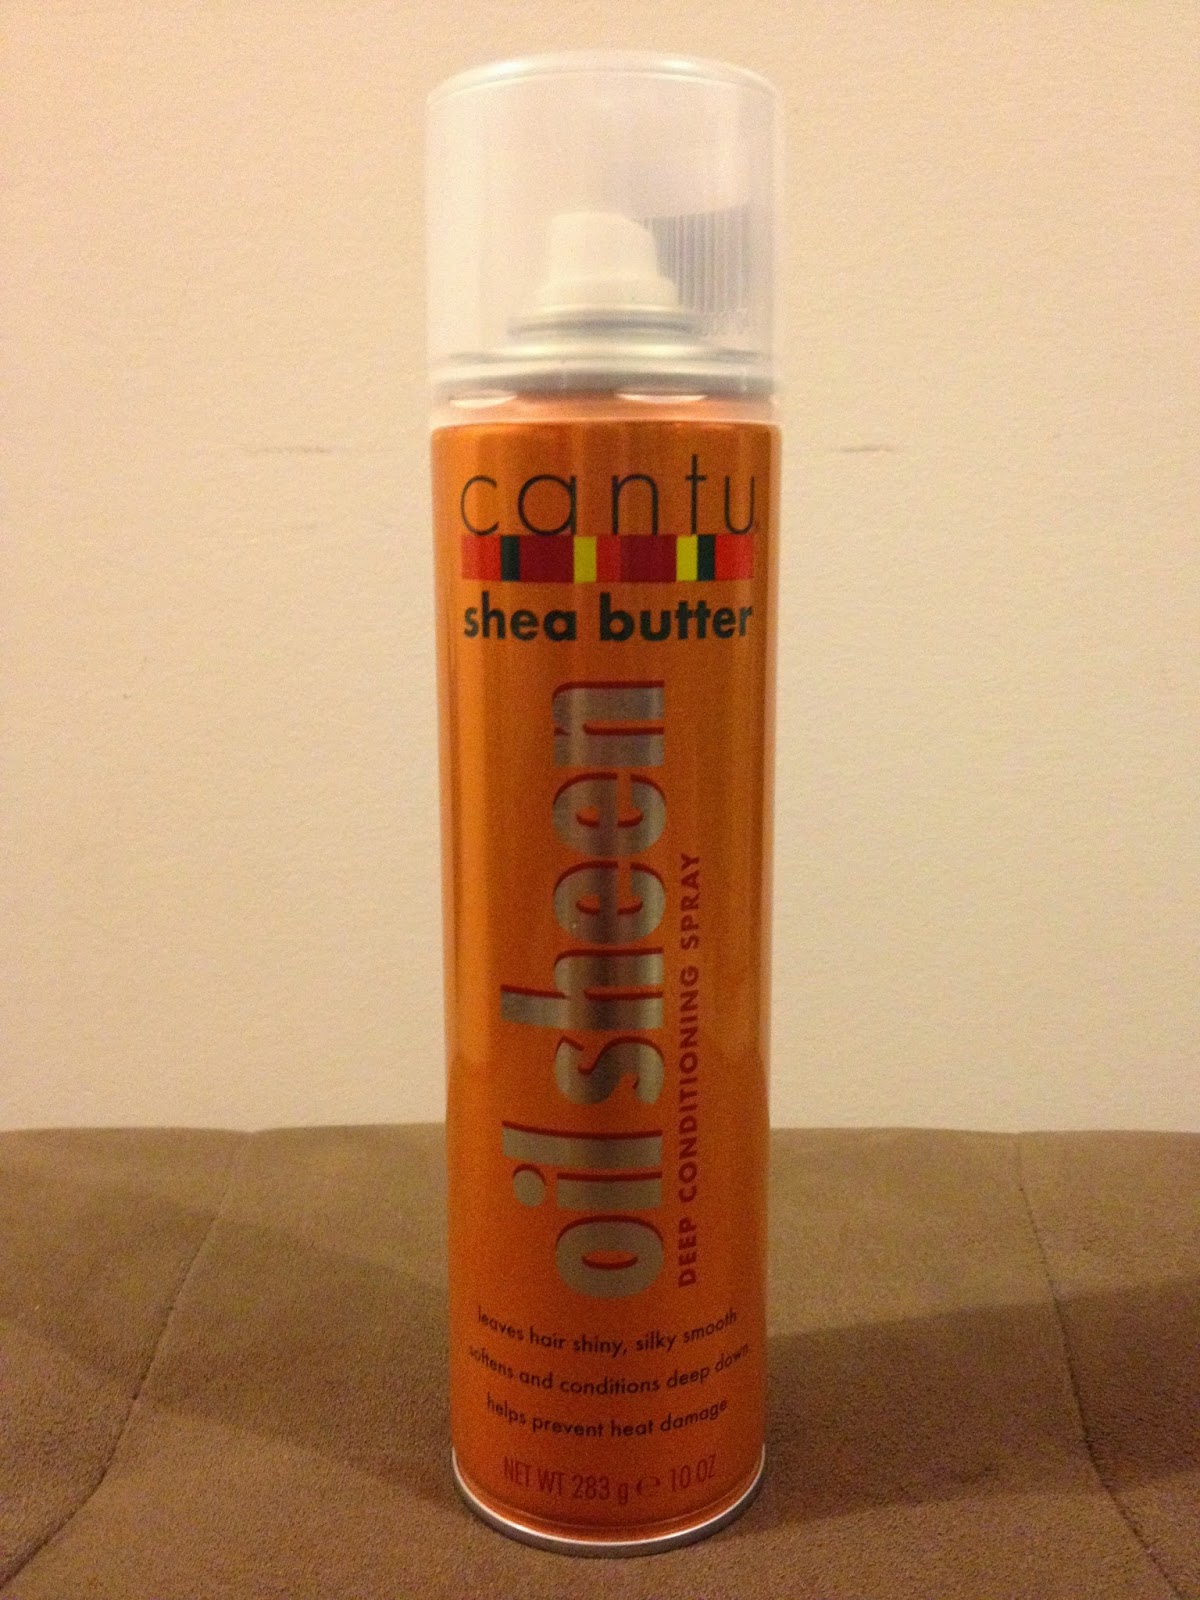 cantu
shea butter
oil sheen
DEEP CONDITIONING SPRAY
leaves hair shiny, silky smooth
softens and conditions deep down
helps prevent heat damage
NET WT 283 g ℮ 10 OZ